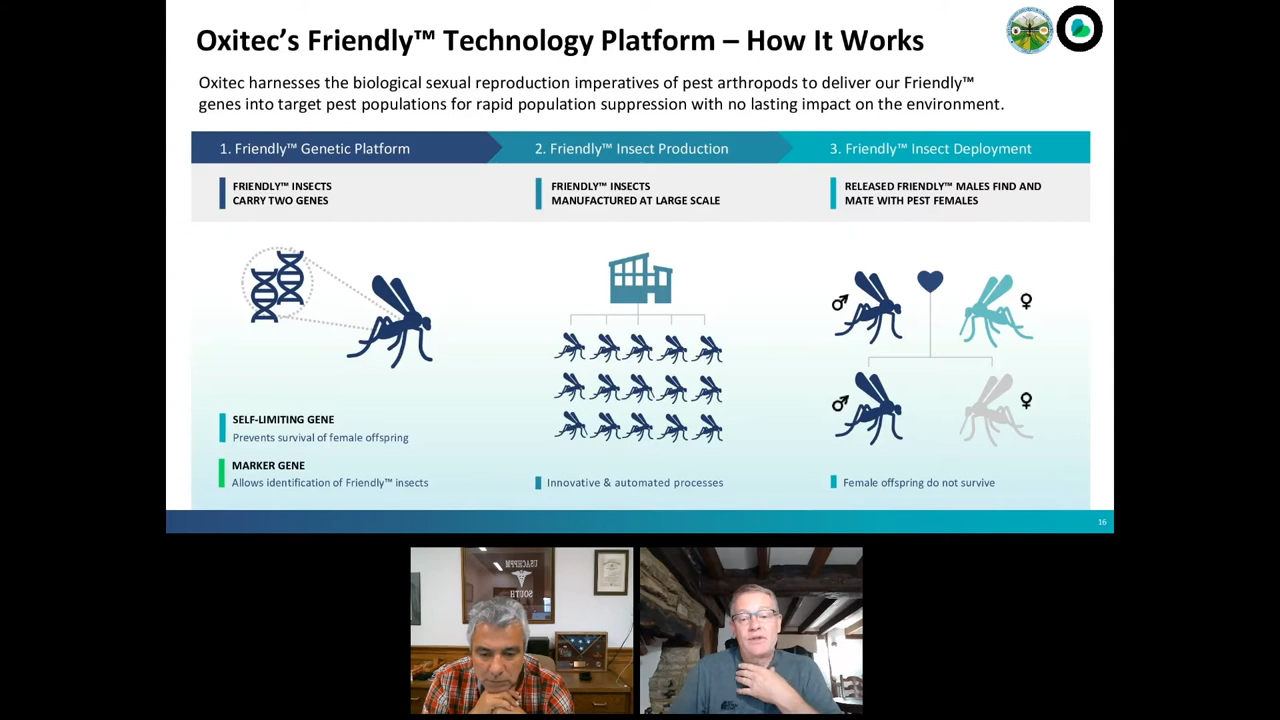 Oxitec's Friendly™ Technology Platform – How It Works
Oxitec harnesses the biological sexual reproduction imperatives of pest arthropods to deliver our Friendly™
genes into target pest populations for rapid population suppression with no lasting impact on the environment.
1. Friendly™ Genetic Platform
2. Friendly™ Insect Production
3. Friendly™ Insect Deployment
FRIENDLY™ INSECTS
CARRY TWO GENES
FRIENDLY™ INSECTS
MANUFACTURED AT LARGE SCALE
RELEASED FRIENDLY™ MALES FIND AND
MATE WITH PEST FEMALES
SELF-LIMITING GENE
Prevents survival of female offspring
MARKER GENE
Allows identification of Friendly™ insects
Innovative & automated processes
Female offspring do not survive
16
USACHPPM
SOUTH